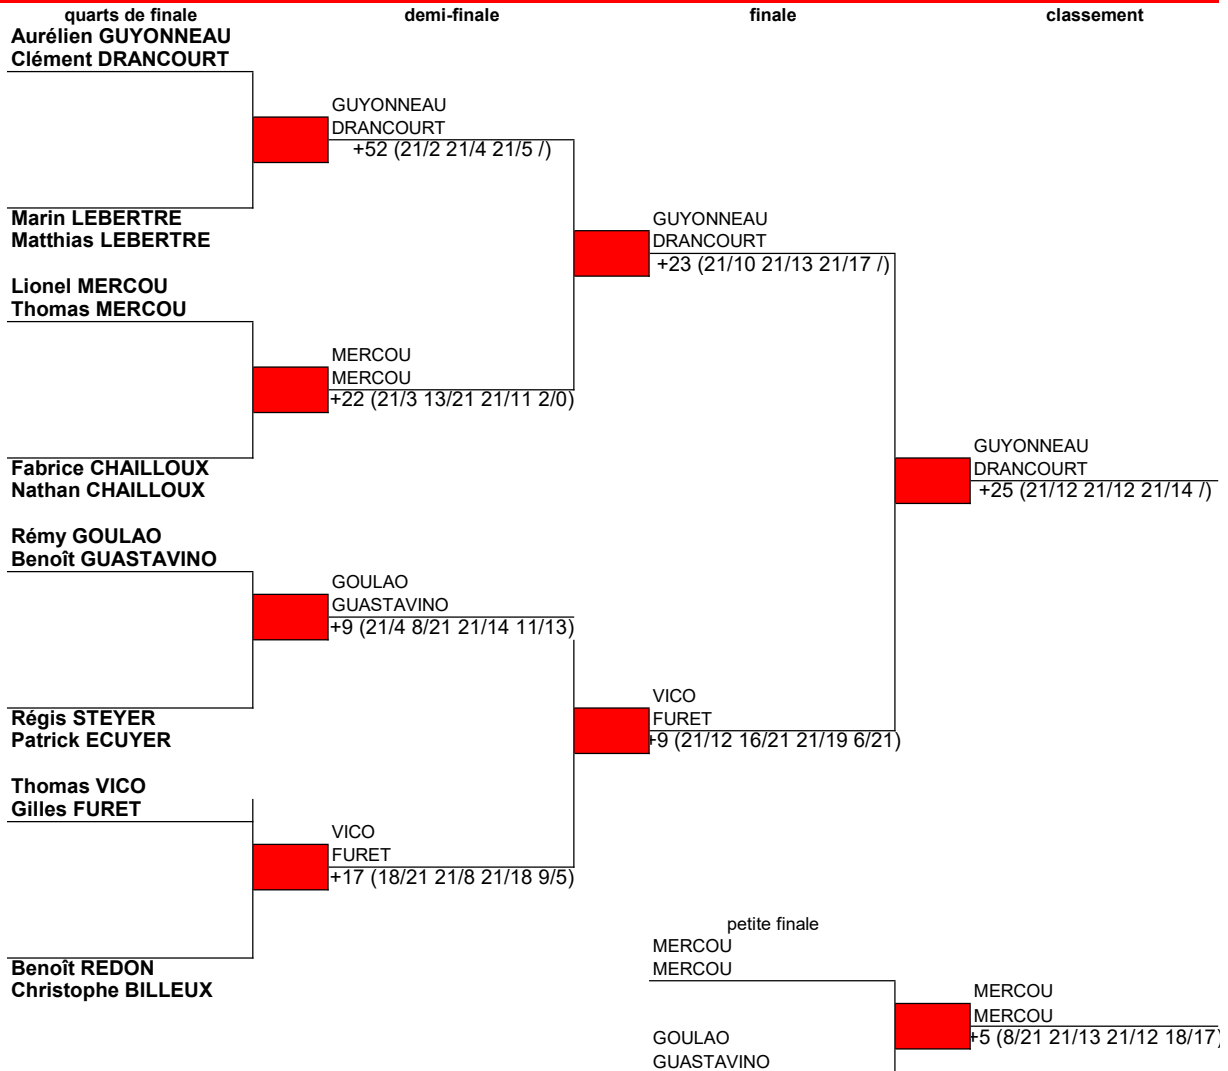 quarts de finale
demi-finale
finale
classement
Aurélien GUYONNEAU
Clément DRANCOURT
GUYONNEAU
DRANCOURT
+52 (21/2 21/4 21/5 /)
Marin LEBERTRE
Matthias LEBERTRE
GUYONNEAU
DRANCOURT
+23 (21/10 21/13 21/17 /)
Lionel MERCOU
Thomas MERCOU
MERCOU
MERCOU
+22 (21/3 13/21 21/11 2/0)
Fabrice CHAILLOUX
Nathan CHAILLOUX
GUYONNEAU
DRANCOURT
+25 (21/12 21/12 21/14 /)
Rémy GOULAO
Benoît GUASTAVINO
GOULAO
GUASTAVINO
+9 (21/4 8/21 21/14 11/13)
Régis STEYER
Patrick ECUYER
VICO
FURET
+9 (21/12 16/21 21/19 6/21)
Thomas VICO
Gilles FURET
VICO
FURET
+17 (18/21 21/8 21/18 9/5)
Benoît REDON
Christophe BILLEUX
petite finale
MERCOU
MERCOU
MERCOU
MERCOU
+5 (8/21 21/13 21/12 18/17)
GOULAO
GUASTAVINO